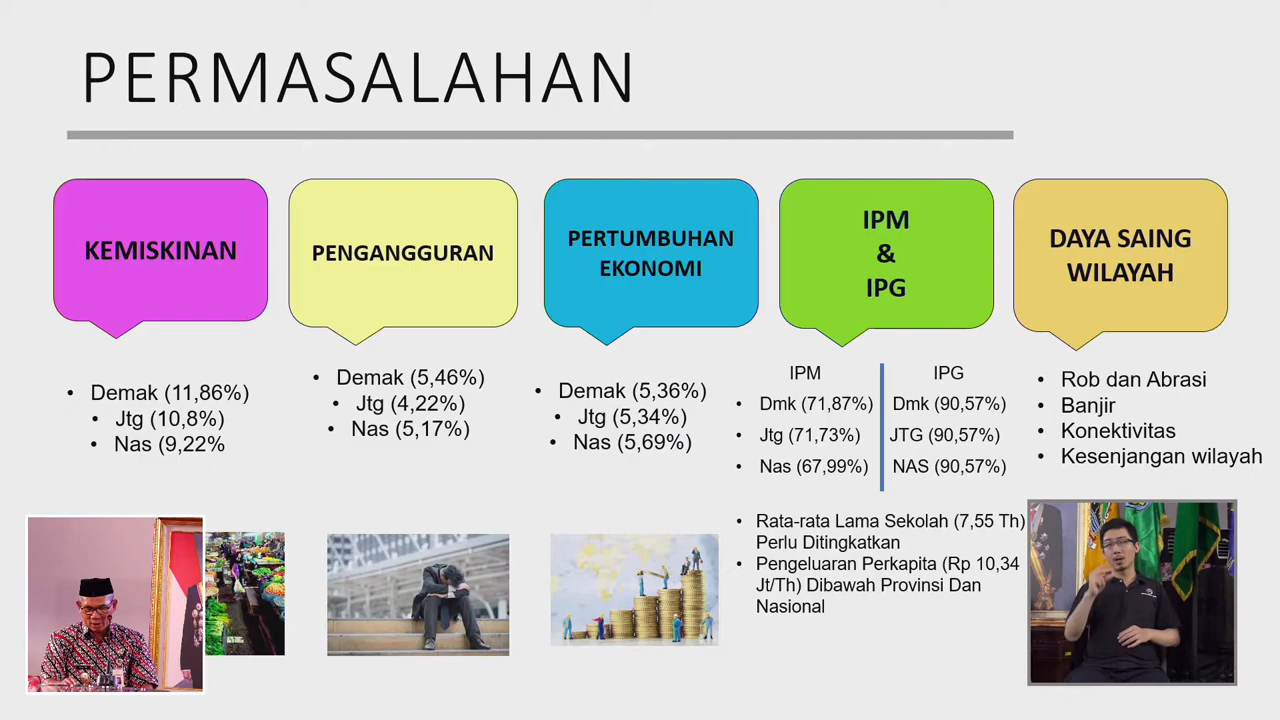 PERMASALAHAN
KEMISKINAN
• Demak (11,86%)
• Jtg (10,8%)
• Nas (9,22%
PENGANGGURAN
• Demak (5,46%)
• Jtg (4,22%)
• Nas (5,17%)
PERTUMBUHAN
EKONOMI
• Demak (5,36%)
• Jtg (5,34%)
• Nas (5,69%)
IPM
&
IPG
IPM
• Dmk (71,87%)
• Jtg (71,73%)
• Nas (67,99%)
IPG
Dmk (90,57%)
JTG (90,57%)
NAS (90,57%)
• Rata-rata Lama Sekolah (7,55 Th)
Perlu Ditingkatkan
• Pengeluaran Perkapita (Rp 10,34
Jt/Th) Dibawah Provinsi Dan
Nasional
DAYA SAING
WILAYAH
• Rob dan Abrasi
• Banjir
• Konektivitas
• Kesenjangan wilayah